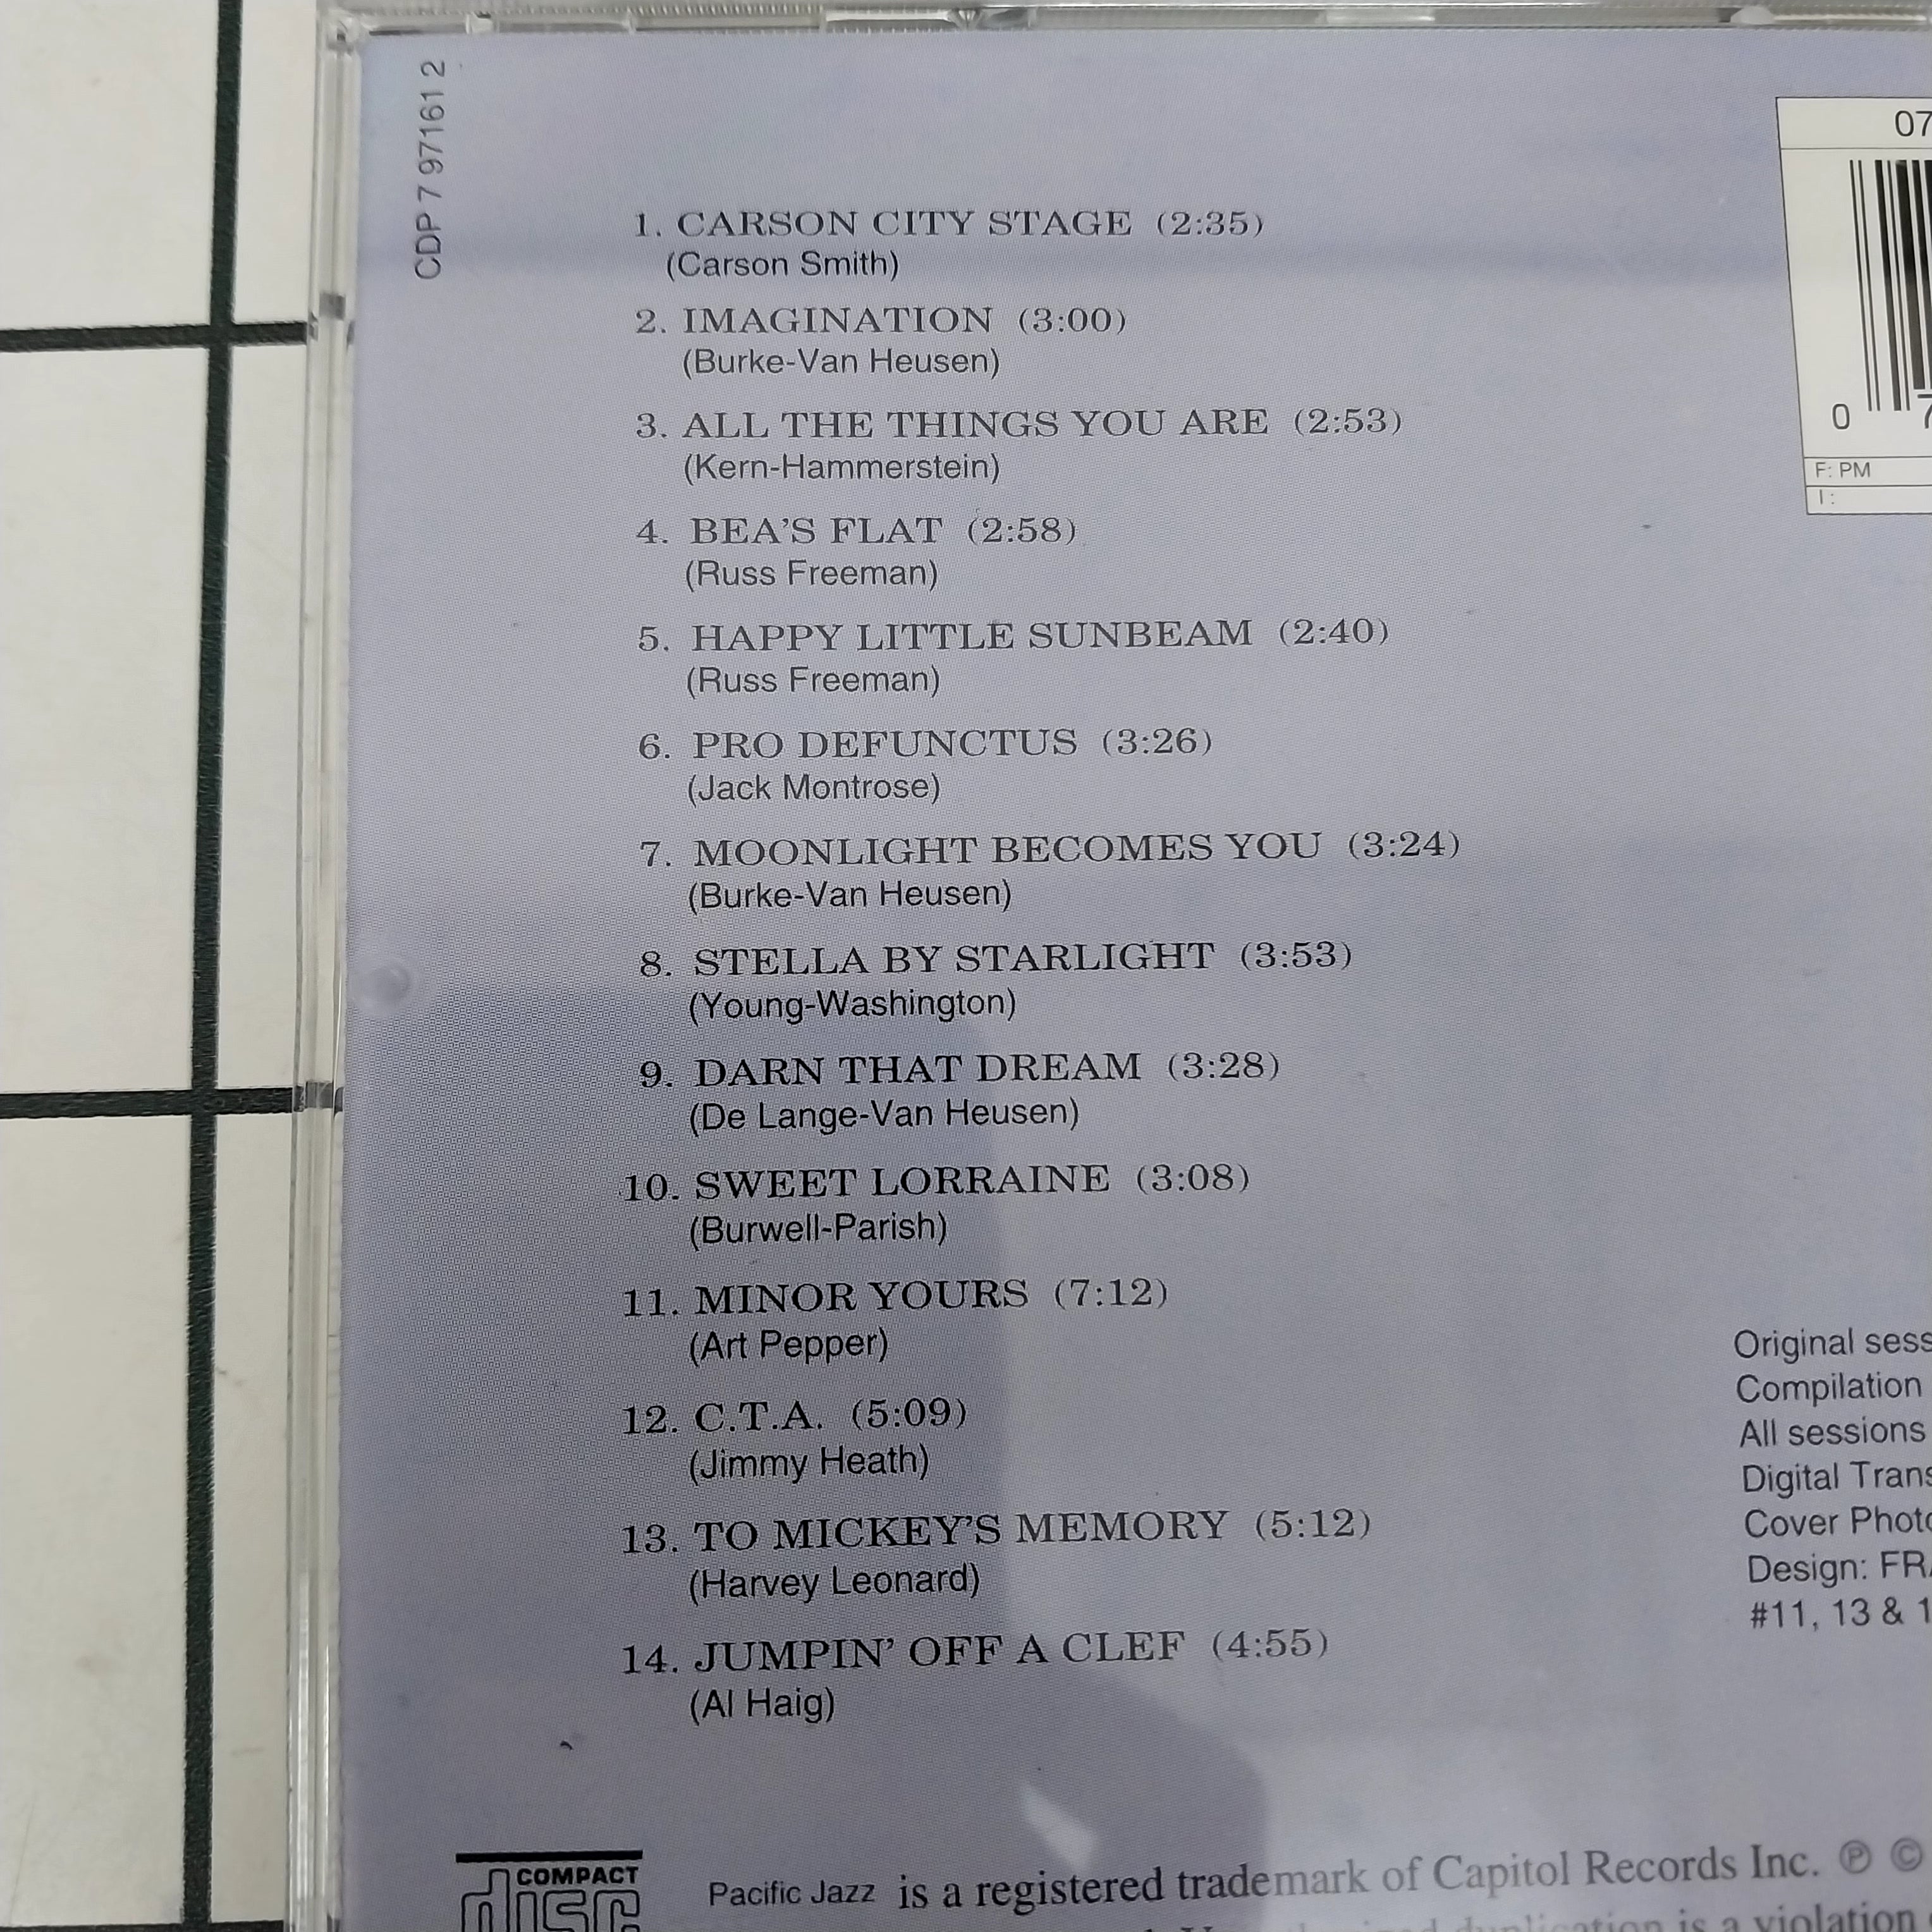 CDP 7 97161 2
1. CARSON CITY STAGE (2:35)
(Carson Smith)
2. IMAGINATION (3:00)
(Burke-Van Heusen)
3. ALL THE THINGS YOU ARE (2:53)
(Kern-Hammerstein)
4. BEA'S FLAT (2:58)
(Russ Freeman)
5. HAPPY LITTLE SUNBEAM (2:40)
(Russ Freeman)
6. PRO DEFUNCTUS (3:26)
(Jack Montrose)
7. MOONLIGHT BECOMES YOU (3:24)
(Burke-Van Heusen)
8. STELLA BY STARLIGHT (3:53)
(Young-Washington)
9. DARN THAT DREAM (3:28)
(De Lange-Van Heusen)
10. SWEET LORRAINE (3:08)
(Burwell-Parish)
11. MINOR YOURS (7:12)
(Art Pepper)
12. C.T.A. (5:09)
(Jimmy Heath)
13. TO MICKEY'S MEMORY (5:12)
(Harvey Leonard)
14. JUMPIN' OFF A CLEF (4:55)
(Al Haig)
07
0 7
F: PM
I:
Original
Compilation
All sessions
Digital
Cover
Design:
#11, 13 &
COMPACT
disc
Pacific Jazz is a registered trademark of Capitol Records Inc. ℗ ©
duplication is a violation